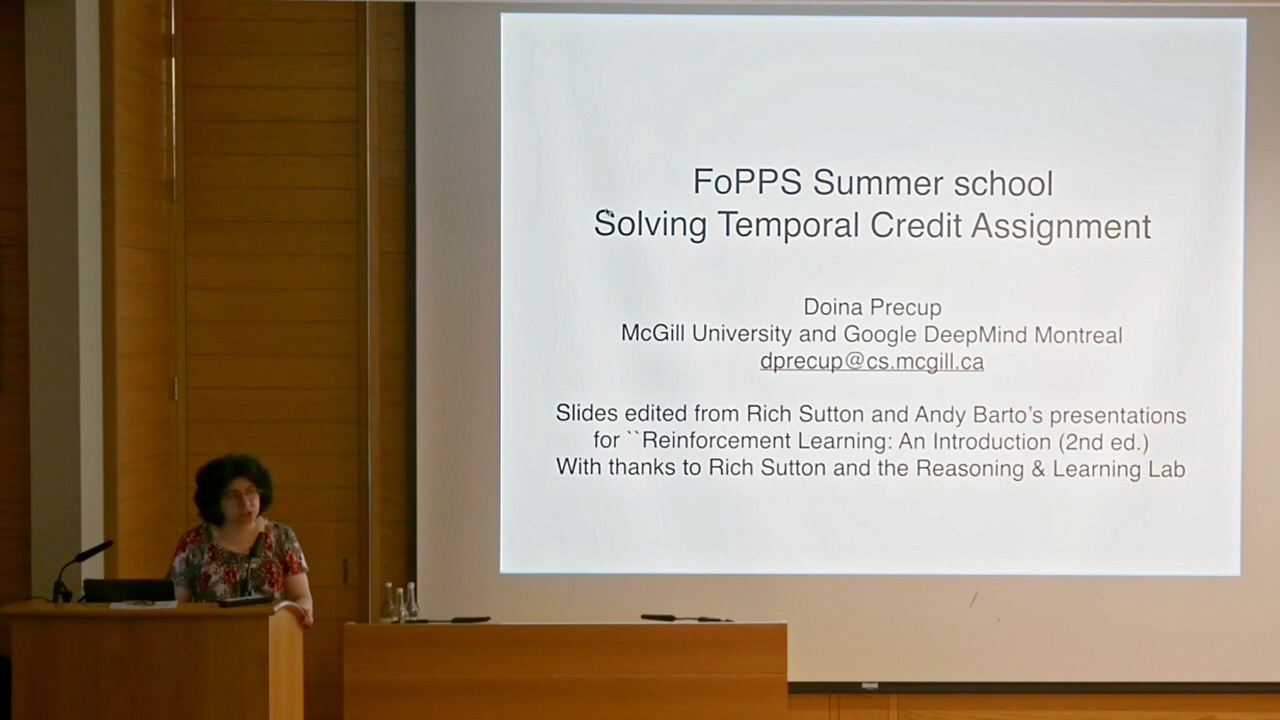 FoPPS Summer school
Solving Temporal Credit Assignment
Doina Precup
McGill University and Google DeepMind Montreal
dprecup@cs.mcgill.ca
Slides edited from Rich Sutton and Andy Barto's presentations
for ``Reinforcement Learning: An Introduction (2nd ed.)
With thanks to Rich Sutton and the Reasoning & Learning Lab